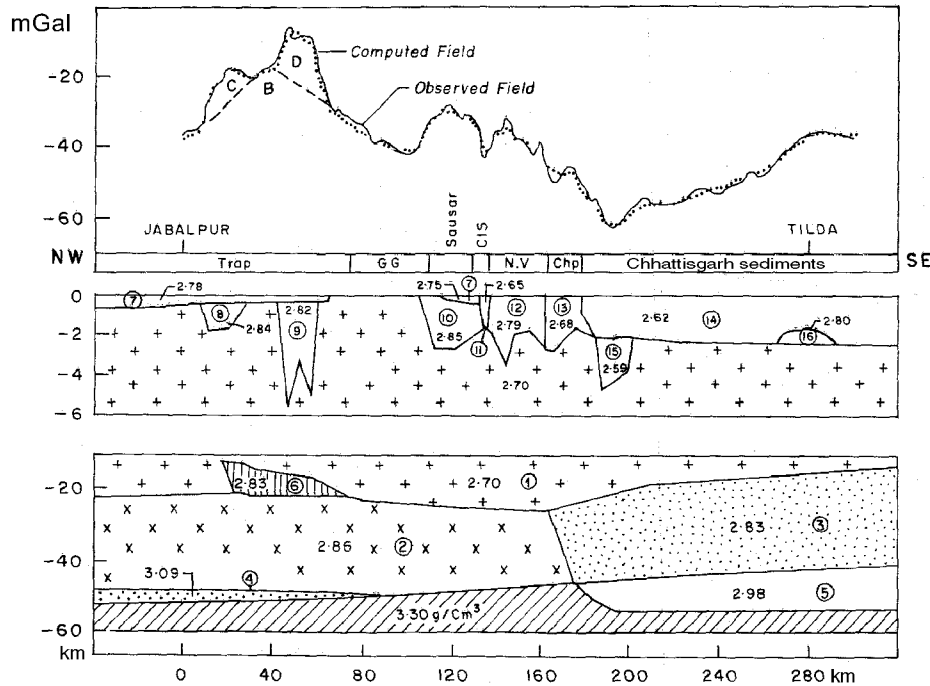 mGal
D
Computed Field
-20
C B
Observed Field
-40
Sausar
CIS
-60
JABALPUR TILDA
NW Trap GG N.V Chp Chhattisgarh sediments SE
0 ⑦ 2·78 2·75 ⑦ 2·65
⑧ 2·82 ⑫ ⑬ 2·62 ⑭ 2·80
-2 2·84 ⑨ ⑩ 2·79 2·68 ⑯
2·85 ⑪ ⑮
-4 2·70 2·59
-6
-20 2·83 ⑥ 2·70 ①
2·83 ③
-40 2·86 ②
3·09 ④
2·98 ⑤
-60 3.30 g/Cm³
km
0 40 80 120 160 200 240 280 km